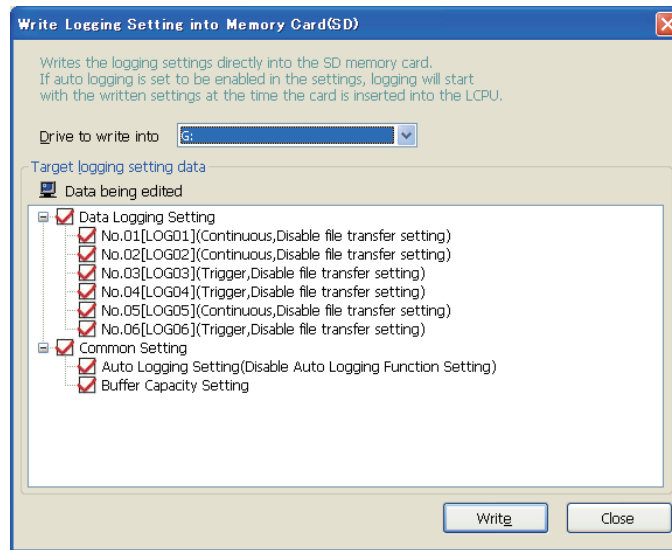 Write Logging Setting into Memory Card(SD)
Writes the logging settings directly into the SD memory card.
If auto logging is set to be enabled in the settings, logging will start
with the written settings at the time the card is inserted into the LCPU.
Drive to write into G:
Target logging setting data
Data being edited
Data Logging Setting
No.01[LOG01](Continuous,Disable file transfer setting)
No.02[LOG02](Continuous,Disable file transfer setting)
No.03[LOG03](Trigger,Disable file transfer setting)
No.04[LOG04](Trigger,Disable file transfer setting)
No.05[LOG05](Continuous,Disable file transfer setting)
No.06[LOG06](Trigger,Disable file transfer setting)
Common Setting
Auto Logging Setting(Disable Auto Logging Function Setting)
Buffer Capacity Setting
Write Close